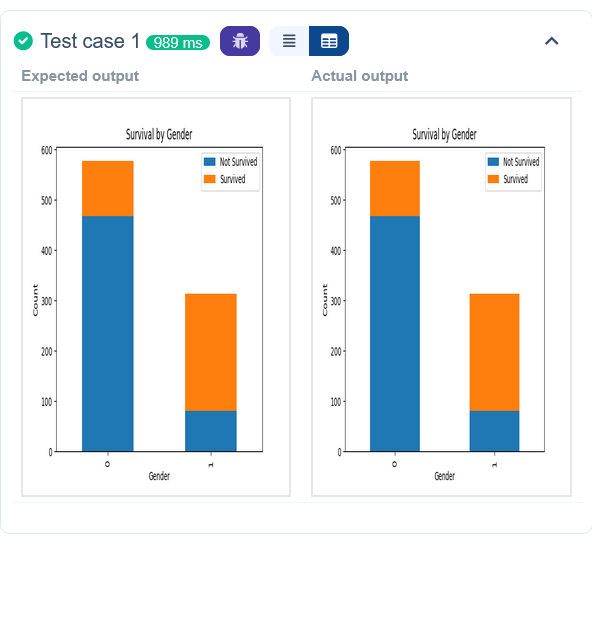 Test case 1 989 ms
Expected output
Actual output
Survival by Gender
Not Survived
Survived
600
500
400
300
200
100
0
Count
0
1
Gender
Survival by Gender
Not Survived
Survived
600
500
400
300
200
100
0
Count
0
1
Gender